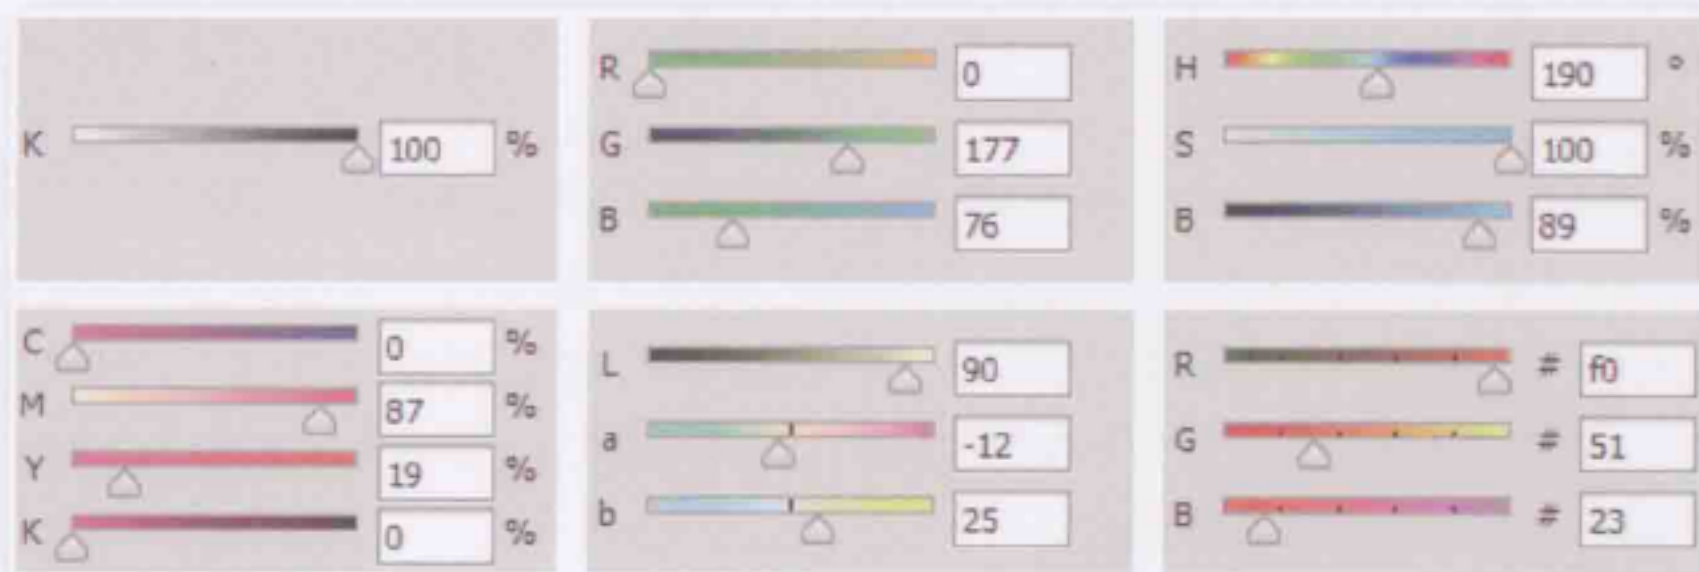 K 100 %
R 0
G 177
B 76
H 190 °
S 100 %
B 89 %
C 0 %
M 87 %
Y 19 %
K 0 %
L 90
a -12
b 25
R # f0
G # 51
B # 23